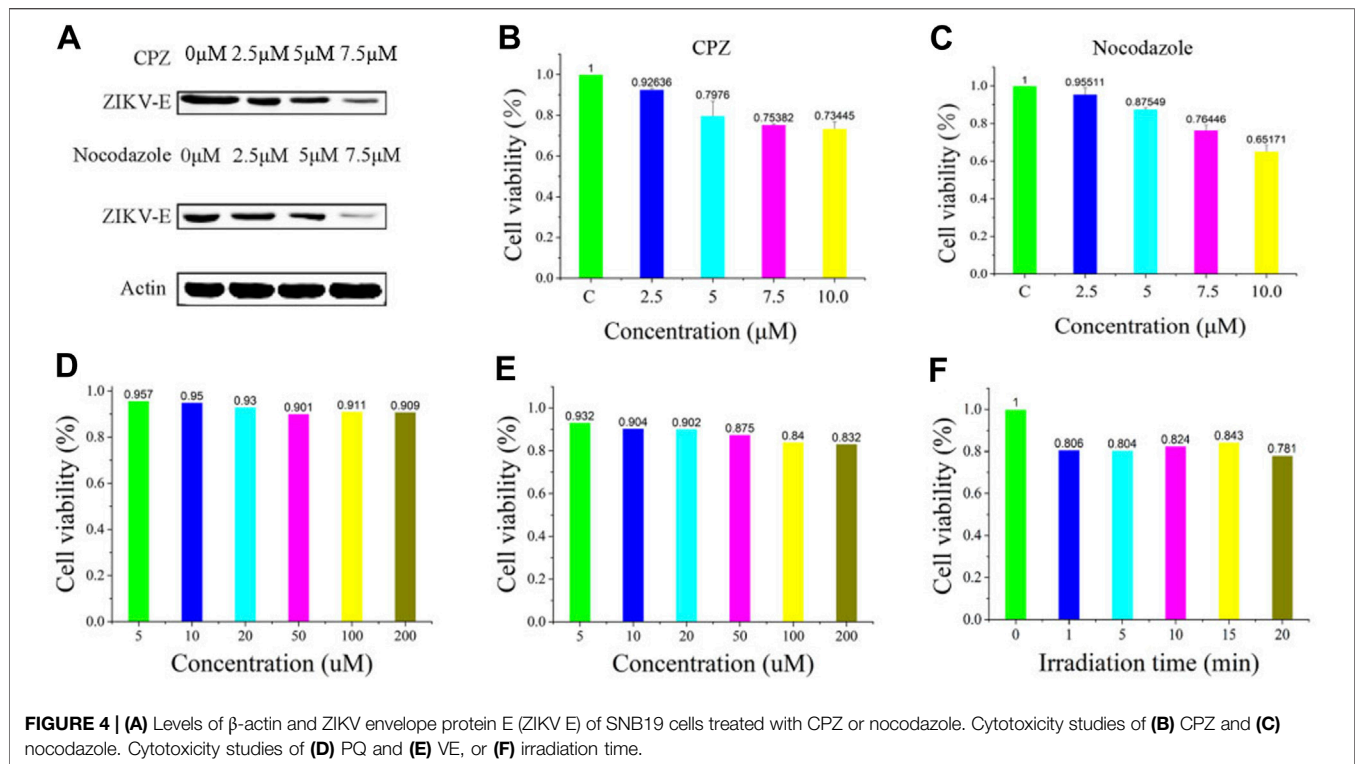 A
CPZ 0μM 2.5μM 5μM 7.5μM
ZIKV-E
Nocodazole 0μM 2.5μM 5μM 7.5μM
ZIKV-E
Actin
B
CPZ
Cell viability (%)
1.0
0.8
0.6
0.4
0.2
0.0
1
0.92636
0.7976
0.75382
0.73445
C 2.5 5 7.5 10.0
Concentration (μM)
C
Nocodazole
Cell viability (%)
1.0
0.8
0.6
0.4
0.2
0.0
1
0.95511
0.87549
0.76446
0.65171
C 2.5 5 7.5 10.0
Concentration (μM)
D
Cell viability (%)
1.0
0.8
0.6
0.4
0.2
0.0
0.957
0.95
0.93
0.901
0.911
0.909
5 10 20 50 100 200
Concentration (uM)
E
Cell viability (%)
1.0
0.8
0.6
0.4
0.2
0.0
0.932
0.904
0.902
0.875
0.84
0.832
5 10 20 50 100 200
Concentration (uM)
F
Cell viability (%)
1.0
0.8
0.6
0.4
0.2
0.0
1
0.806
0.804
0.824
0.843
0.781
0 1 5 10 15 20
Irradiation time (min)
FIGURE 4 | (A) Levels of β-actin and ZIKV envelope protein E (ZIKV E) of SNB19 cells treated with CPZ or nocodazole. Cytotoxicity studies of (B) CPZ and (C)
nocodazole. Cytotoxicity studies of (D) PQ and (E) VE, or (F) irradiation time.